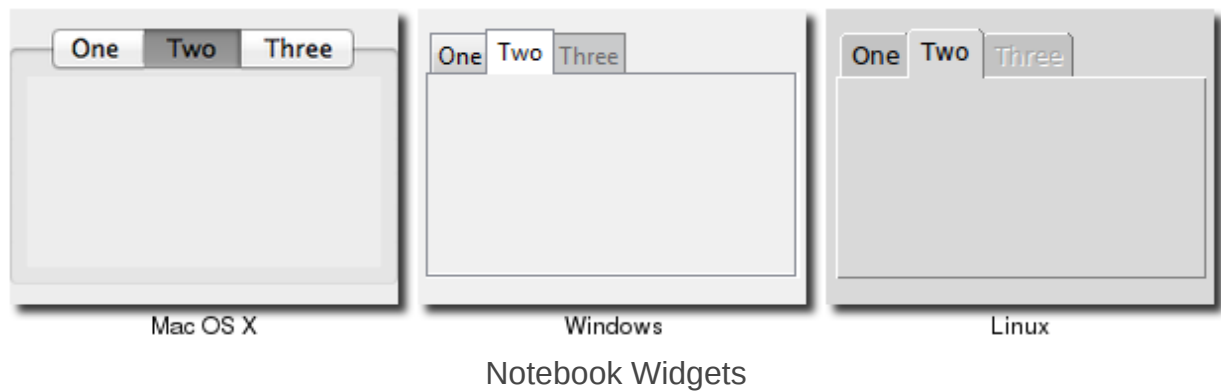 One Two Three
One Two Three
One Two Three
Mac OS X
Windows
Linux
Notebook Widgets